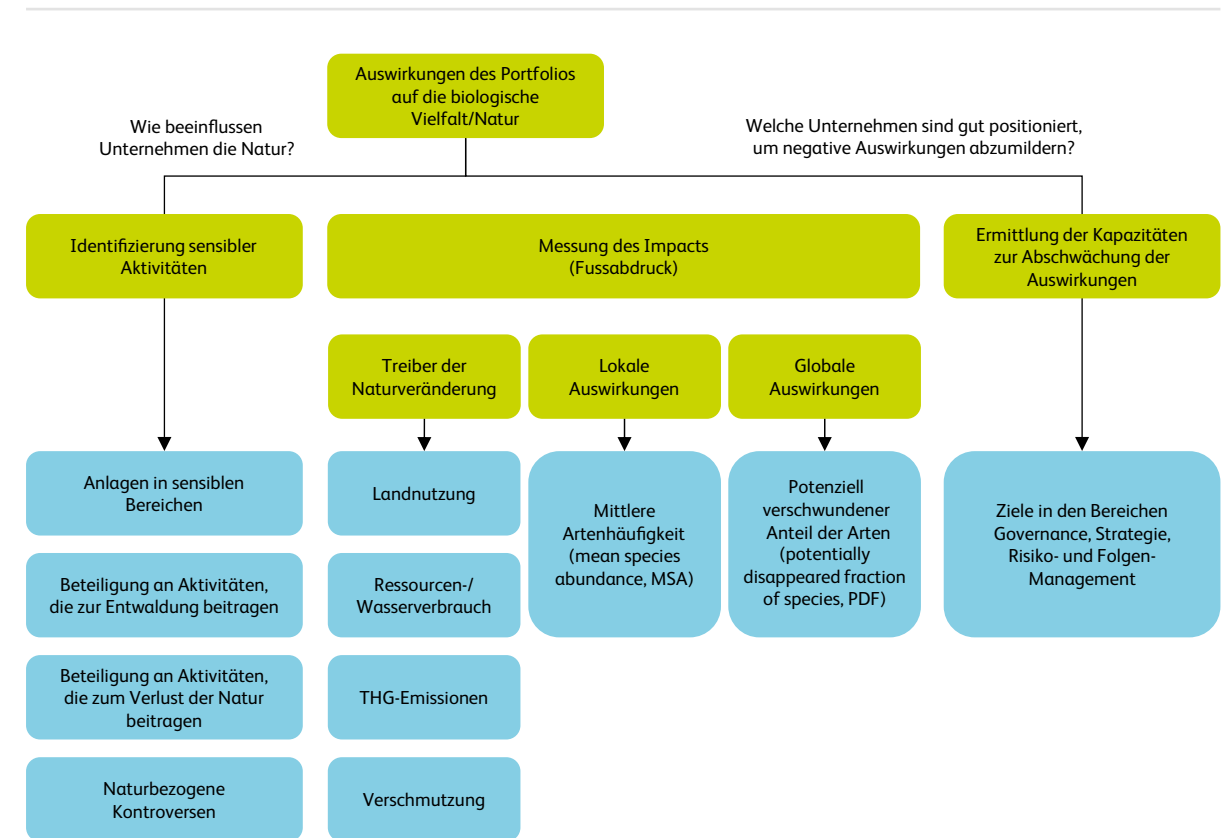 Auswirkungen des Portfolios
auf die biologische
Vielfalt/Natur
Wie beeinflussen
Unternehmen die Natur?
Welche Unternehmen sind gut positioniert,
um negative Auswirkungen abzumildern?
Identifizierung sensibler
Aktivitäten
Messung des Impacts
(Fussabdruck)
Ermittlung der Kapazitäten
zur Abschwächung der
Auswirkungen
Treiber der
Naturveränderung
Lokale
Auswirkungen
Globale
Auswirkungen
Anlagen in sensiblen
Bereichen
Beteiligung an Aktivitäten,
die zur Entwaldung beitragen
Beteiligung an Aktivitäten,
die zum Verlust der Natur
beitragen
Naturbezogene
Kontroversen
Landnutzung
Ressourcen-/
Wasserverbrauch
THG-Emissionen
Verschmutzung
Mittlere
Artenhäufigkeit
(mean species
abundance, MSA)
Potenziell
verschwundener
Anteil der Arten
(potentially
disappeared fraction
of species, PDF)
Ziele in den Bereichen
Governance, Strategie,
Risiko- und Folgen-
Management